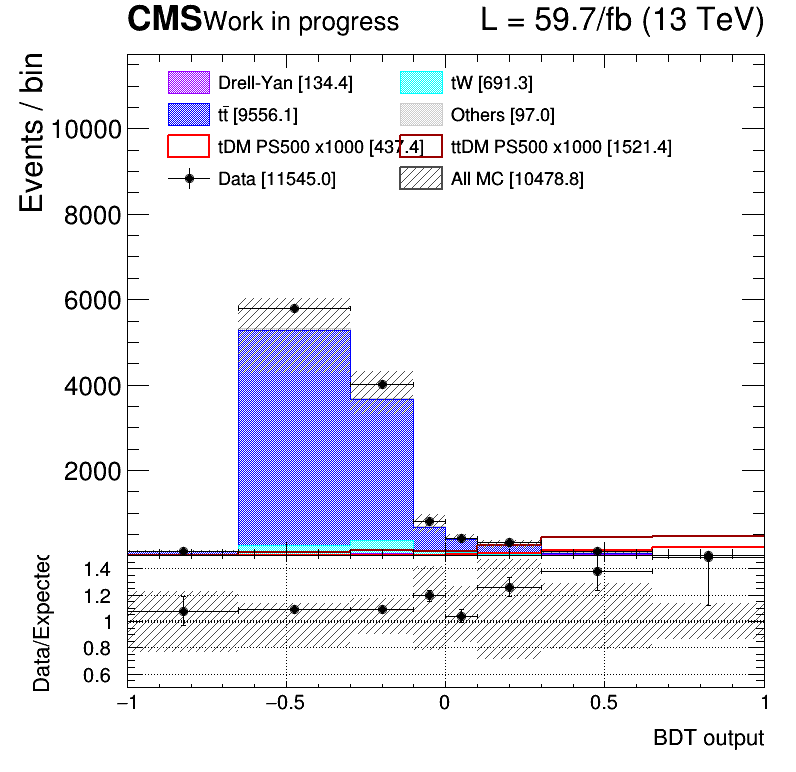 CMS Work in progress L = 59.7/fb (13 TeV)
Events / bin
Drell-Yan [134.4] tW [691.3]
tt̄ [9556.1] Others [97.0]
tDM PS500 x1000 [437.4] ttDM PS500 x1000 [1521.4]
Data [11545.0] All MC [10478.8]
10000
8000
6000
4000
2000
Data/Expected
1.4
1.2
1
0.8
0.6
−1 −0.5 0 0.5 1
BDT output